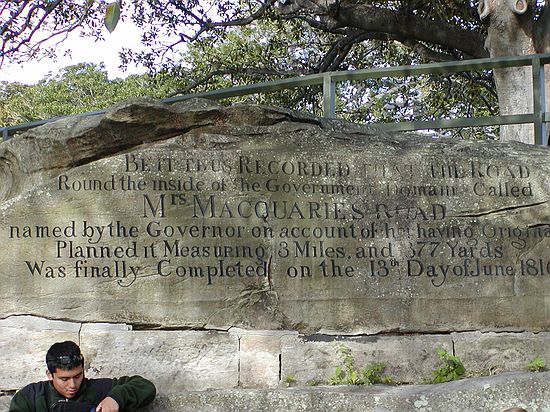 BE IT THUS RECORDED THAT THE ROAD
Round the inside of the Government Domain Called
MRS MACQUARIES ROAD
named by the Governor on account of her having Origina
Planned it Measuring 3 Miles, and 377 Yards
Was finally Completed on the 13th Day of June 1816